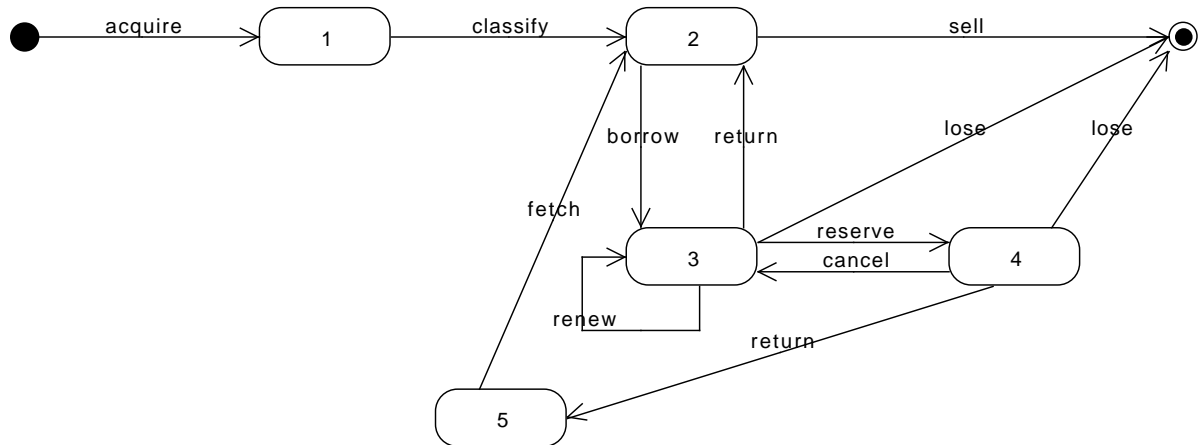 acquire
1
classify
2
sell
borrow
return
lose
lose
fetch
3
reserve
cancel
4
renew
return
5